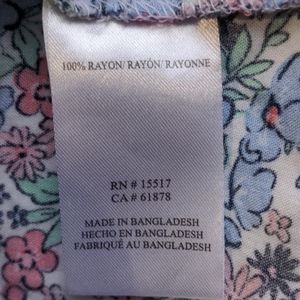 100% RAYON/ RAYÓN/ RAYONNE
RN # 15517
CA # 61878
MADE IN BANGLADESH
HECHO EN BANGLADESH
FABRIQUÉ AU BANGLADESH